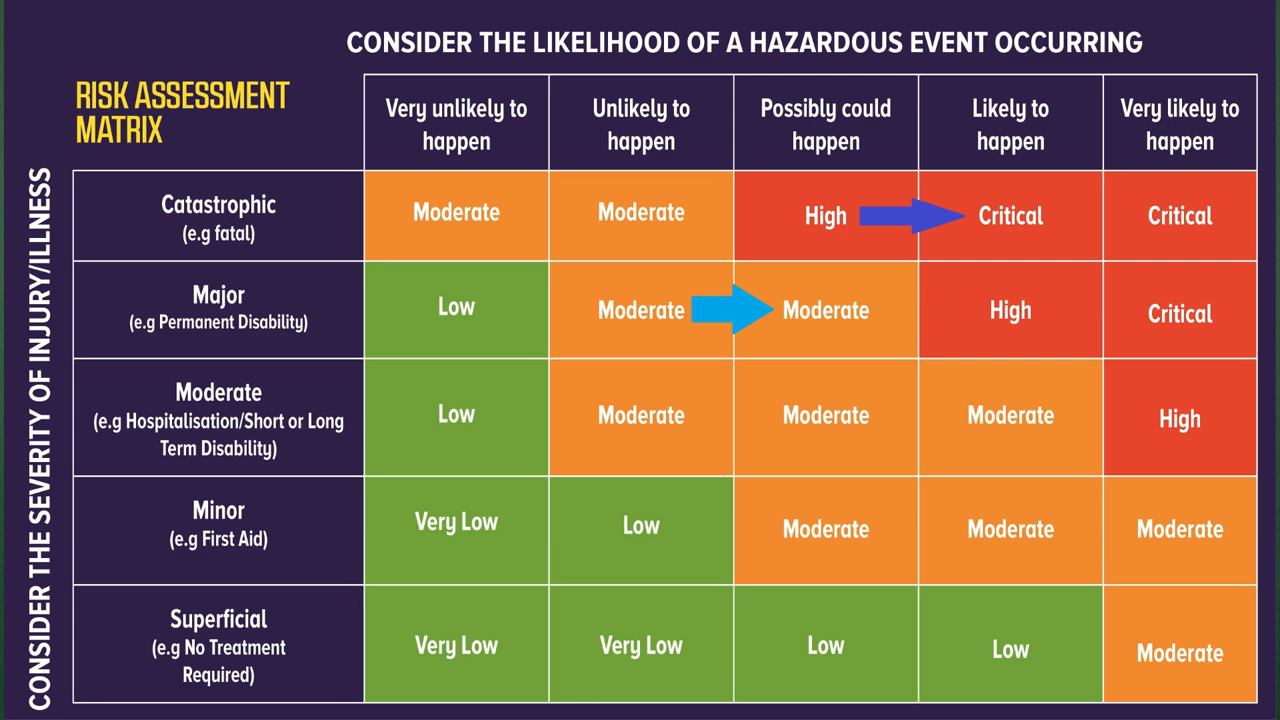 CONSIDER THE LIKELIHOOD OF A HAZARDOUS EVENT OCCURRING
RISK ASSESSMENT
MATRIX
Very unlikely to
happen
Unlikely to
happen
Possibly could
happen
Likely to
happen
Very likely to
happen
CONSIDER THE SEVERITY OF INJURY/ILLNESS
Catastrophic
(e.g fatal)
Moderate
Moderate
High
Critical
Critical
Major
(e.g Permanent Disability)
Low
Moderate
Moderate
High
Critical
Moderate
(e.g Hospitalisation/Short or Long
Term Disability)
Low
Moderate
Moderate
Moderate
High
Minor
(e.g First Aid)
Very Low
Low
Moderate
Moderate
Moderate
Superficial
(e.g No Treatment
Required)
Very Low
Very Low
Low
Low
Moderate